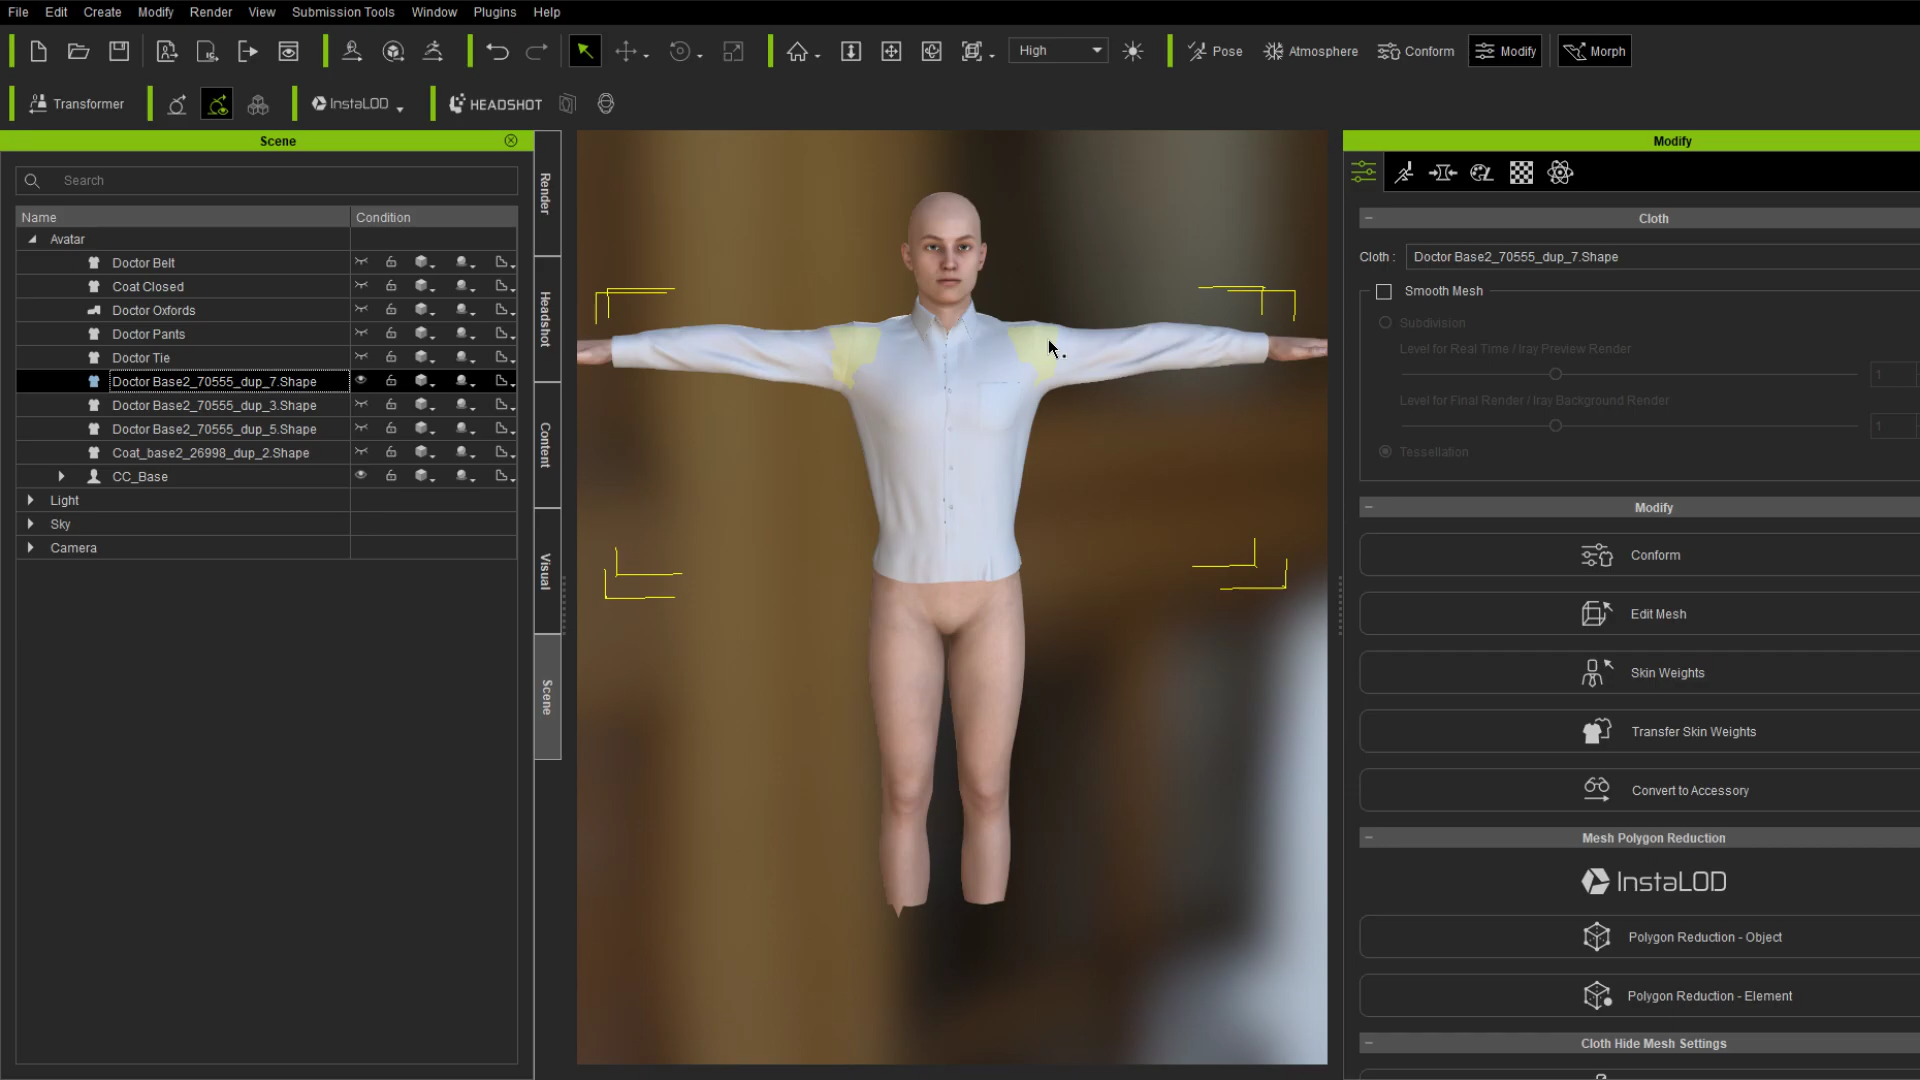 File Edit Create Modify Render View Submission Tools Window Plugins Help
High Pose Atmosphere Conform Modify Morph
Transformer InstaLOD HEADSHOT
Scene
Search
Name Condition
Avatar
Doctor Belt
Coat Closed
Doctor Oxfords
Doctor Pants
Doctor Tie
Doctor Base2_70555_dup_7.Shape
Doctor Base2_70555_dup_3.Shape
Doctor Base2_70555_dup_5.Shape
Coat_base2_26998_dup_2.Shape
CC_Base
Light
Sky
Camera
Render
Headshot
Content
Visual
Scene
Modify
Cloth
Cloth : Doctor Base2_70555_dup_7.Shape
Smooth Mesh
Subdivision
Level for Real Time / Iray Preview Render
1
Level for Final Render / Iray Background Render
1
Tessellation
Modify
Conform
Edit Mesh
Skin Weights
Transfer Skin Weights
Convert to Accessory
Mesh Polygon Reduction
InstaLOD
Polygon Reduction - Object
Polygon Reduction - Element
Cloth Hide Mesh Settings